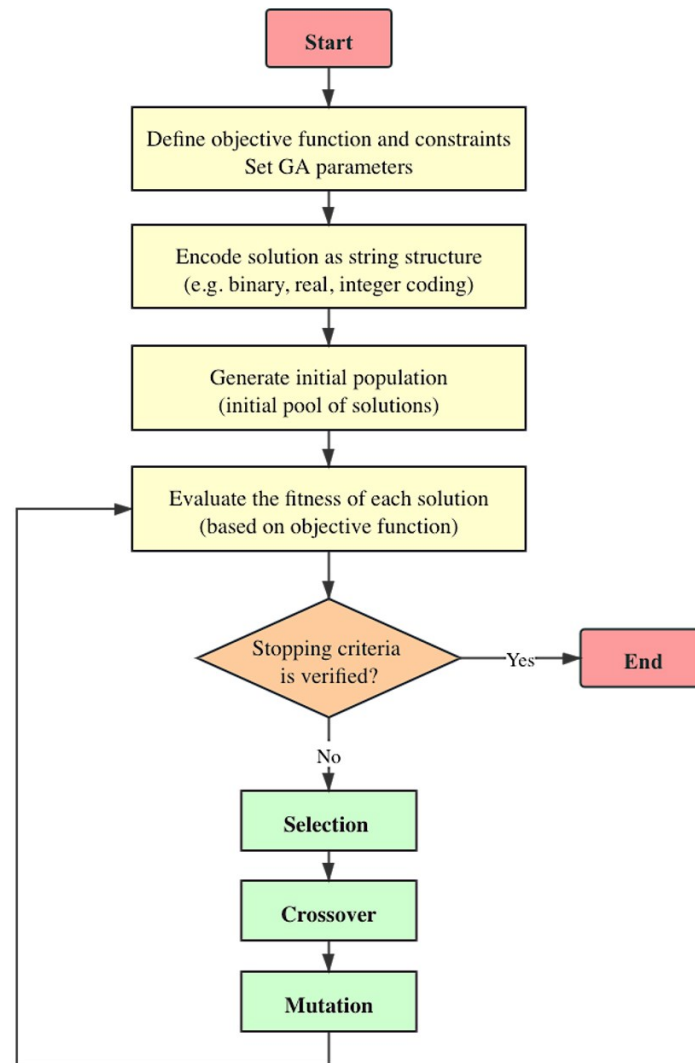 Start
Define objective function and constraints
Set GA parameters
Encode solution as string structure
(e.g. binary, real, integer coding)
Generate initial population
(initial pool of solutions)
Evaluate the fitness of each solution
(based on objective function)
Stopping criteria
is verified?
Yes
End
No
Selection
Crossover
Mutation